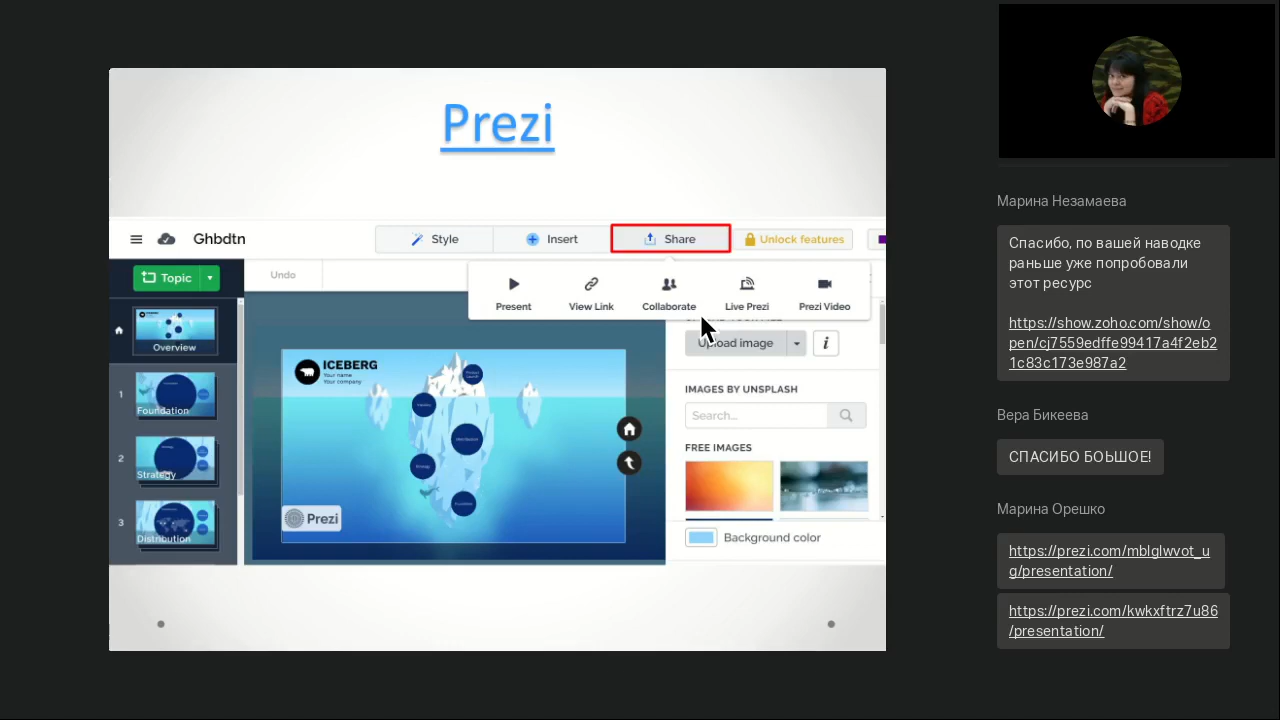 Prezi
Ghbdtn
Style
Insert
Share
Unlock features
Topic
Undo
Present
View Link
Collaborate
Live Prezi
Prezi Video
Overview
Upload image
i
1
Foundation
2
Strategy
3
Distribution
ICEBERG
Your name
Your company
Prezi
IMAGES BY UNSPLASH
Search...
FREE IMAGES
Background color
Марина Незамаева
Спасибо, по вашей наводке
раньше уже попробовали
этот ресурс
https://show.zoho.com/show/o
pen/cj7559edffe99417a4f2eb2
1c83c173e987a2
Вера Бикеева
СПАСИБО БОЬШОЕ!
Марина Орешко
https://prezi.com/mblglwvot_u
g/presentation/
https://prezi.com/kwkxftrz7u86
/presentation/